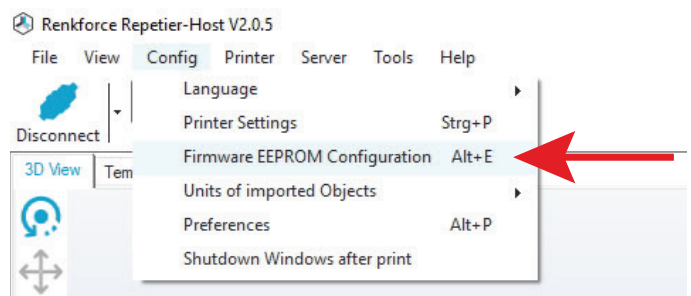 Renkforce Repetier-Host V2.0.5
File View Config Printer Server Tools Help
Language
Printer Settings Strg+P
Disconnect
Firmware EEPROM Configuration Alt+E
3D View Tem
Units of imported Objects
Preferences Alt+P
Shutdown Windows after print